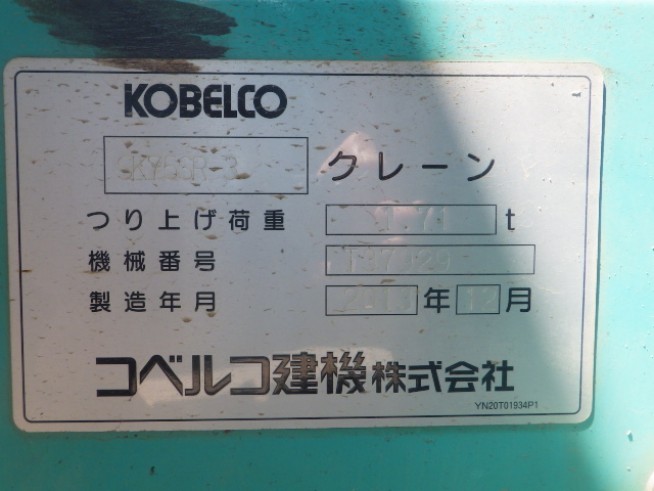 KOBELCO
クレーン
つり上げ荷重 t
機械番号
製造年月 年 12 月
コベルコ建機株式会社
YN20T01934P1